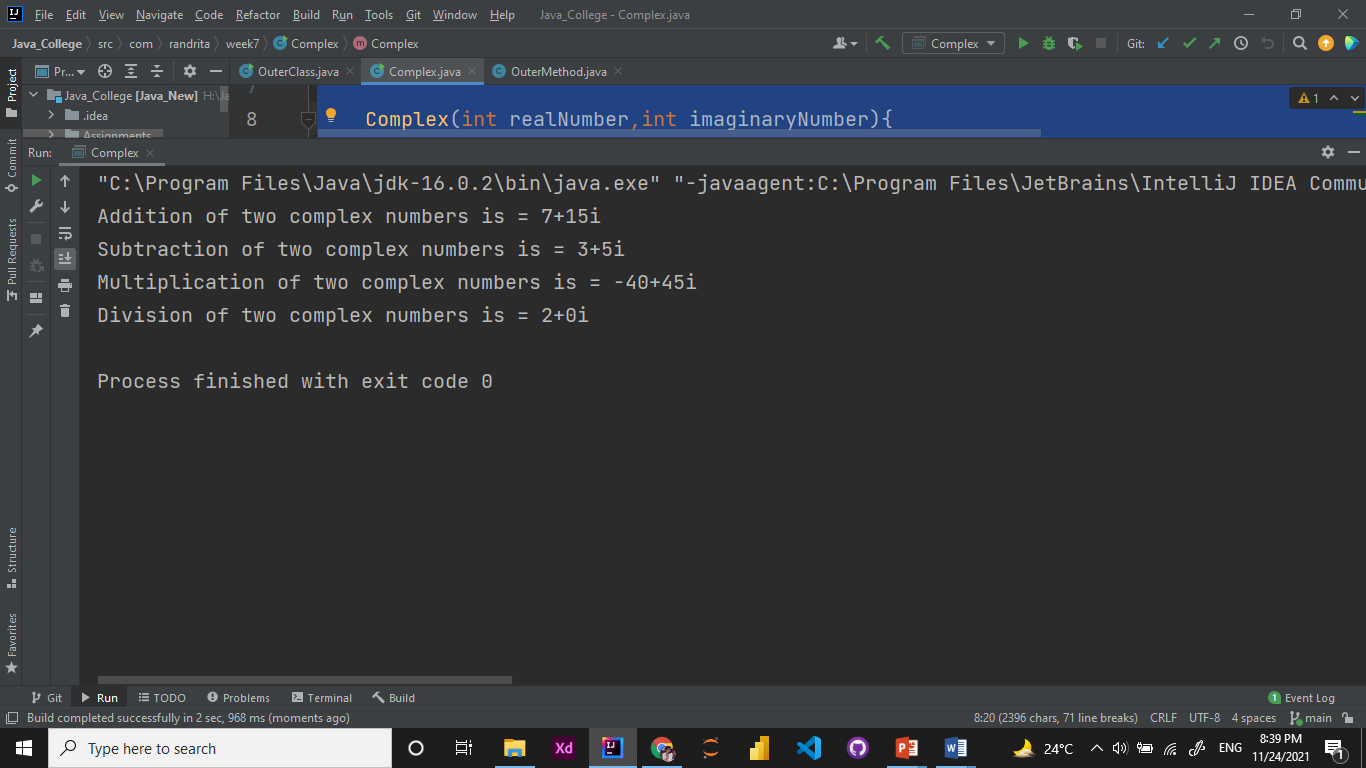 File Edit View Navigate Code Refactor Build Run Tools Git Window Help Java_College - Complex.java
Java_College src com randrita week7 Complex Complex Complex Git:
Project Pr... OuterClass.java Complex.java OuterMethod.java
Java_College [Java_New] H:\Ja
.idea
Assignments
8 Complex(int realNumber,int imaginaryNumber){
1
Run: Complex
Commit
Pull Requests
Structure
Favorites
"C:\Program Files\Java\jdk-16.0.2\bin\java.exe" "-javaagent:C:\Program Files\JetBrains\IntelliJ IDEA Commu
Addition of two complex numbers is = 7+15i
Subtraction of two complex numbers is = 3+5i
Multiplication of two complex numbers is = -40+45i
Division of two complex numbers is = 2+0i
Process finished with exit code 0
Git Run TODO Problems Terminal Build 1 Event Log
Build completed successfully in 2 sec, 968 ms (moments ago) 8:20 (2396 chars, 71 line breaks) CRLF UTF-8 4 spaces main
Type here to search Xd 24°C ENG 8:39 PM
11/24/2021 1